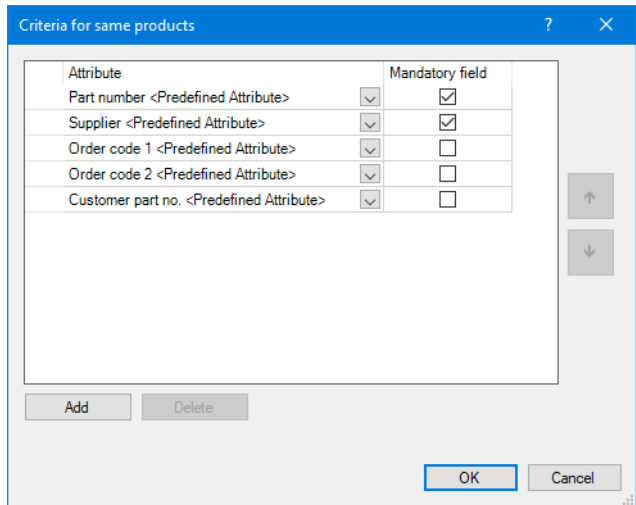 Criteria for same products ?
Attribute Mandatory field
Part number <Predefined Attribute>
Supplier <Predefined Attribute>
Order code 1 <Predefined Attribute>
Order code 2 <Predefined Attribute>
Customer part no. <Predefined Attribute>
Add Delete
OK Cancel